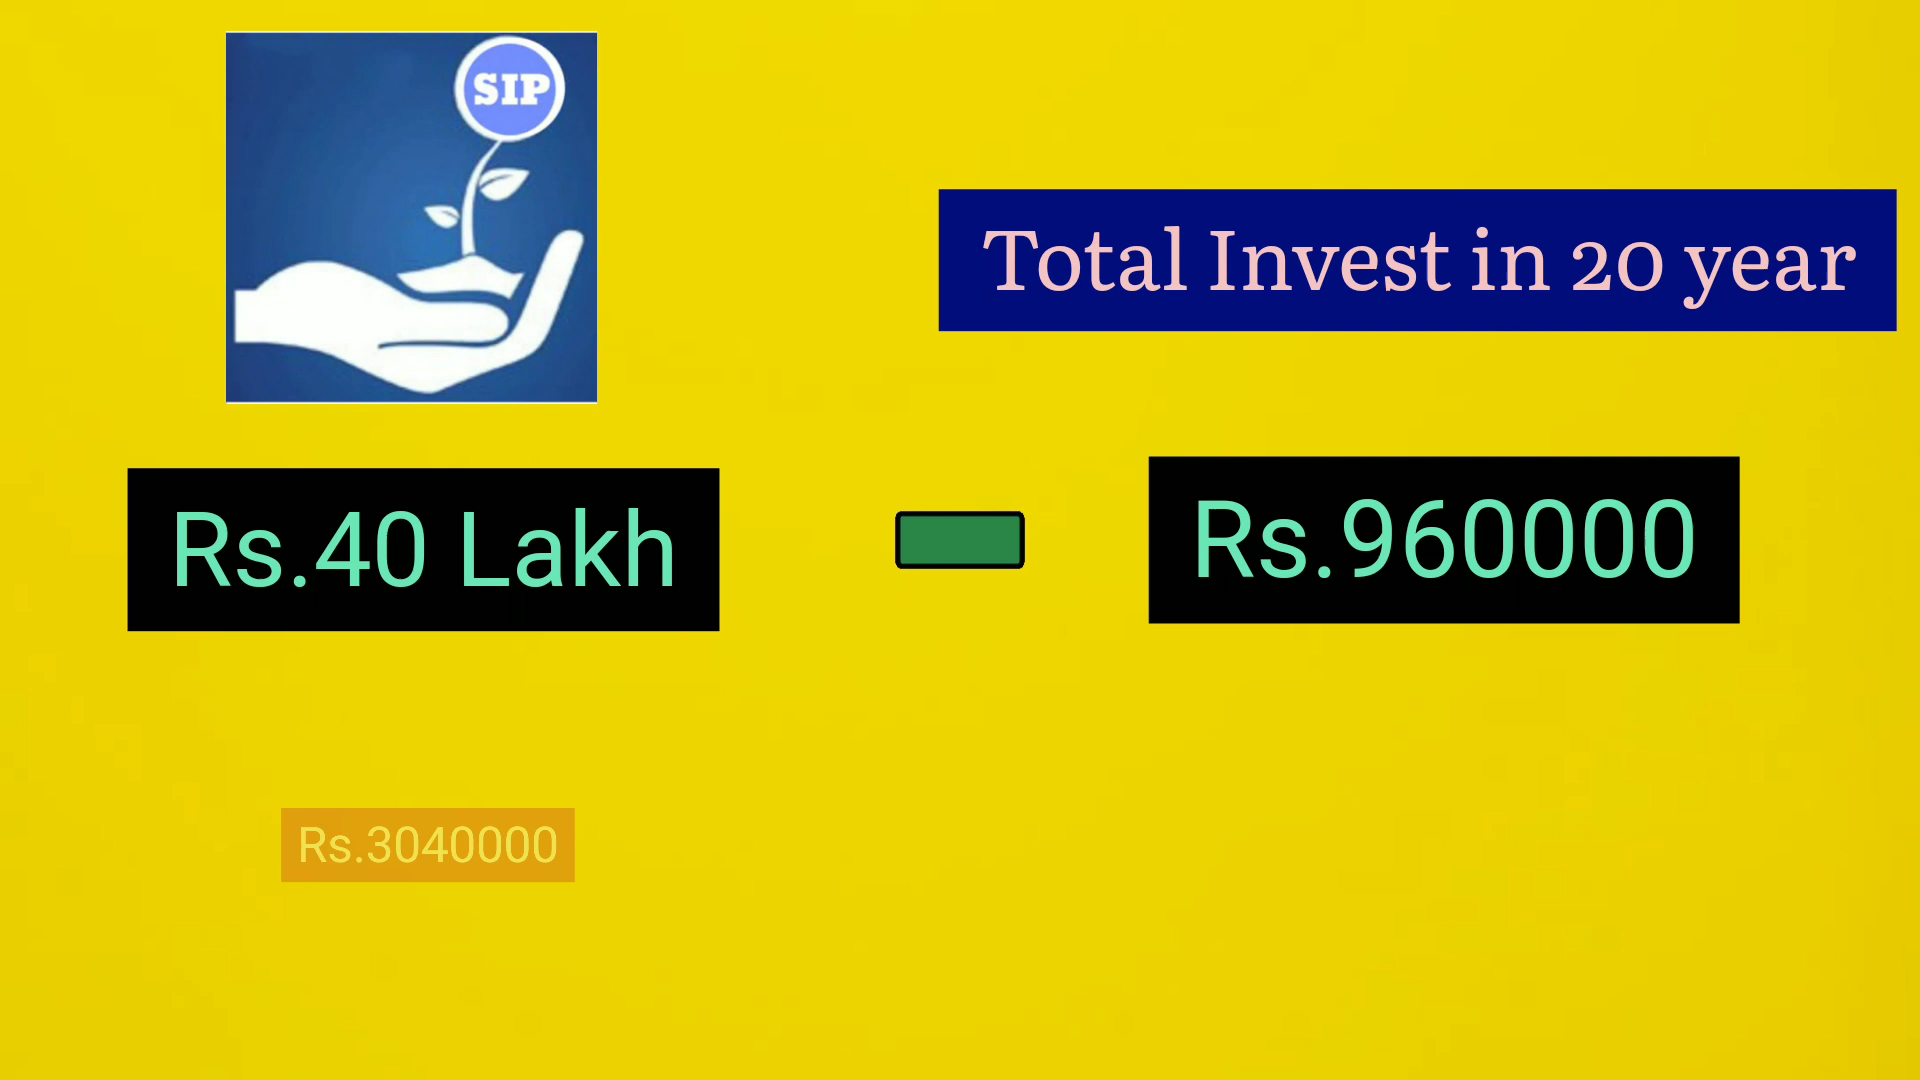 SIP
Total Invest in 20 year
Rs.40 Lakh
Rs.960000
Rs.3040000